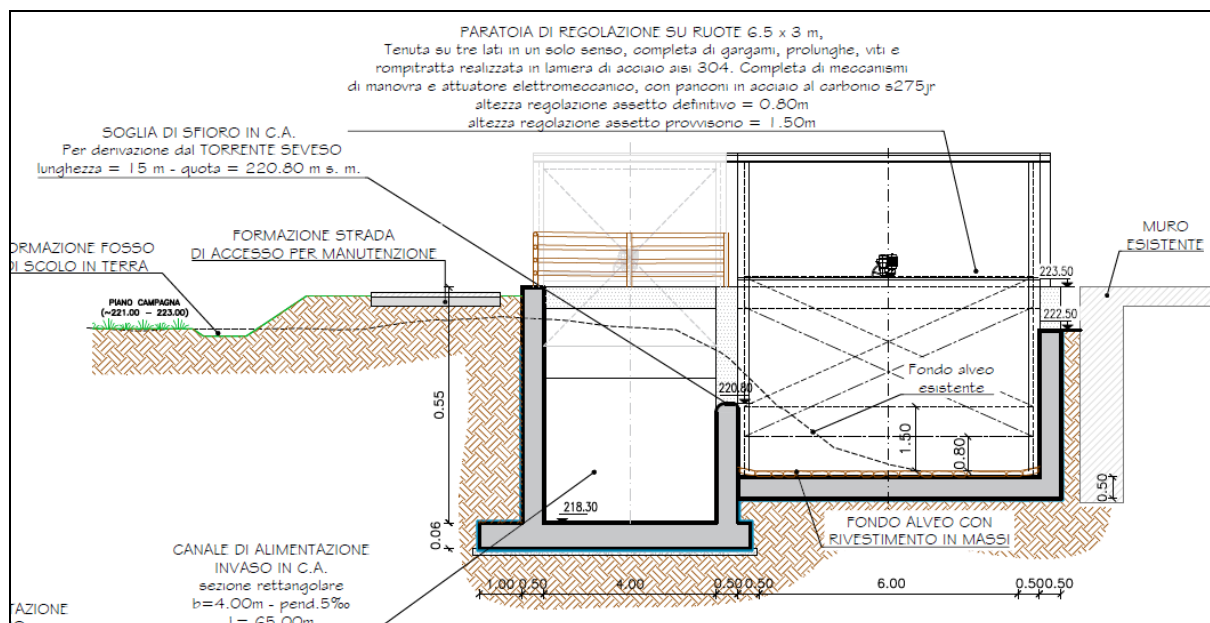 PARATOIA DI REGOLAZIONE SU RUOTE 6.5 x 3 m,
Tenuta su tre lati in un solo senso, completa di gargami, prolunghe, viti e
rompitratta realizzata in lamiera di acciaio aisi 304. Completa di meccanismi
di manovra e attuatore elettromeccanico, con panconi in acciaio al carbonio s275jr
altezza regolazione assetto definitivo = 0.80m
altezza regolazione assetto provvisorio = 1.50m
SOGLIA DI SFIORO IN C.A.
Per derivazione dal TORRENTE SEVESO
lunghezza = 15 m - quota = 220.80 m s. m.
ORMAZIONE FOSSO
DI SCOLO IN TERRA
FORMAZIONE STRADA
DI ACCESSO PER MANUTENZIONE
MURO
ESISTENTE
PIANO CAMPAGNA
(~221.00 - 223.00)
223.50
222.50
220.80
Fondo alveo
esistente
0.55
1.50
0.80
0.50
218.30
0.06
FONDO ALVEO CON
RIVESTIMENTO IN MASSI
CANALE DI ALIMENTAZIONE
INVASO IN C.A.
sezione rettangolare
b=4.00m - pend.5‰
l= 65.00m
1.00 0.50 4.00 0.50 0.50 6.00 0.50 0.50
TAZIONE